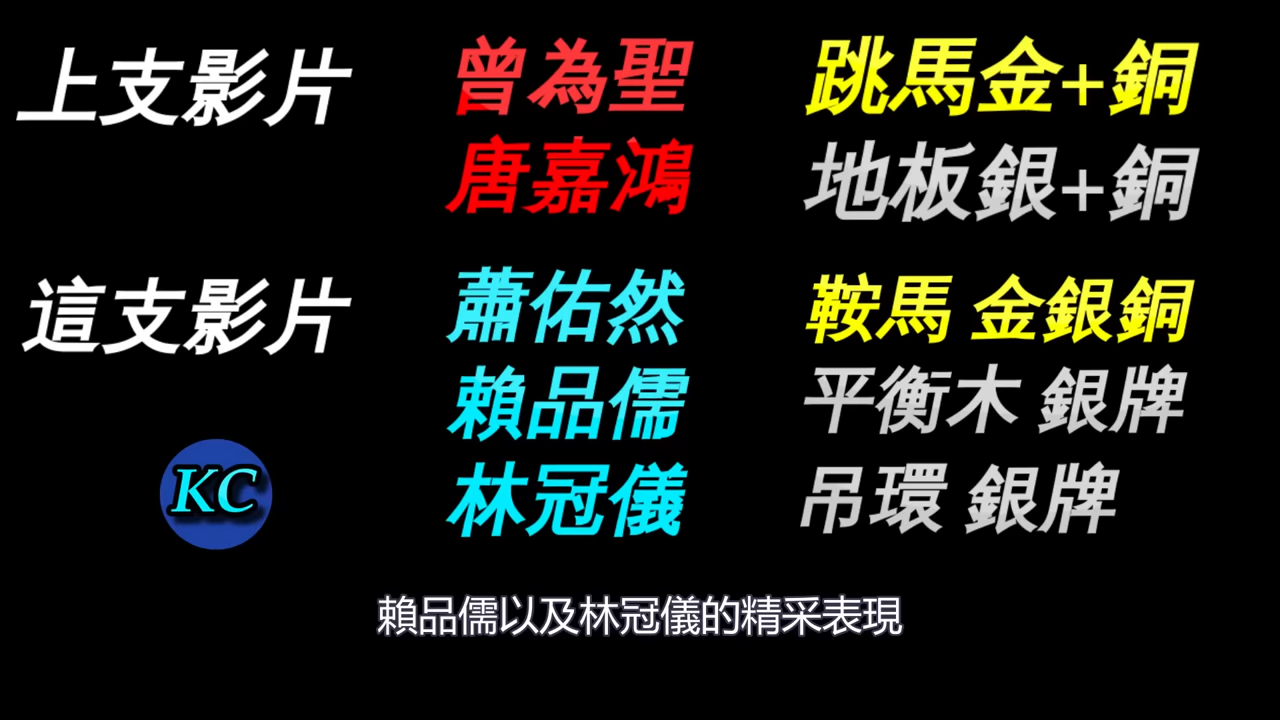 上支影片 曾為聖 跳馬金+銅
唐嘉鴻 地板銀+銅
這支影片 蕭佑然 鞍馬 金銀銅
賴品儒 平衡木 銀牌
KC 林冠儀 吊環 銀牌
賴品儒以及林冠儀的精采表現